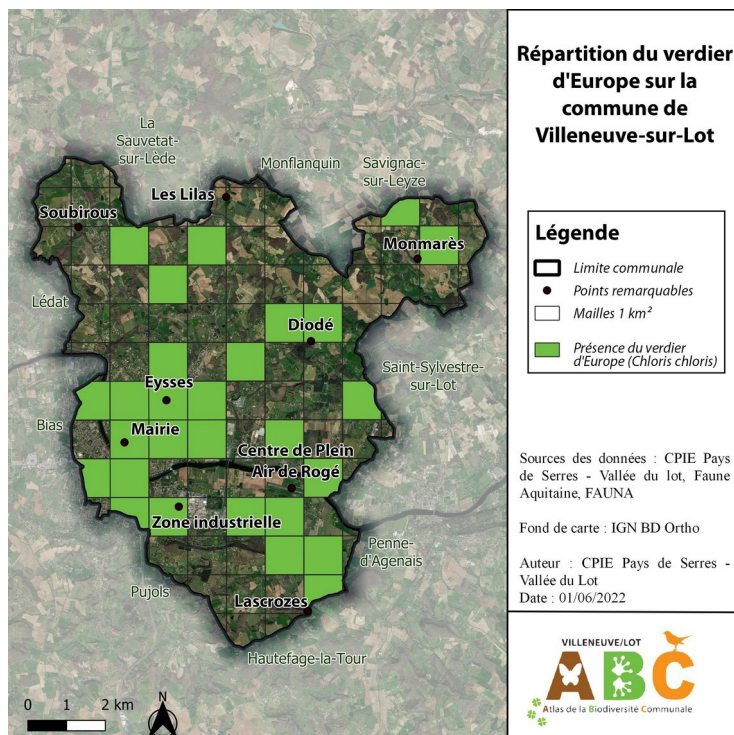 La
Sauvetat-
sur-Lède
Monflanquin
Savignac-
sur-Leyze
Les Lilas
Soubirous
Monmarès
Lédat
Diodé
Saint-Sylvestre-
sur-Lot
Eysses
Bias
Mairie
Centre de Plein
Air de Rogé
Zone industrielle
Penne-
d'Agenais
Pujols
Lascrozes
Hautefage-la-Tour
0 1 2 km
N
Répartition du verdier
d'Europe sur la
commune de
Villeneuve-sur-Lot
Légende
Limite communale
Points remarquables
Mailles 1 km²
Présence du verdier
d'Europe (Chloris chloris)
Sources des données : CPIE Pays
de Serres - Vallée du lot, Faune
Aquitaine, FAUNA
Fond de carte : IGN BD Ortho
Auteur : CPIE Pays de Serres -
Vallée du Lot
Date : 01/06/2022
VILLENEUVE/LOT
ABC
Atlas de la Biodiversité Communale